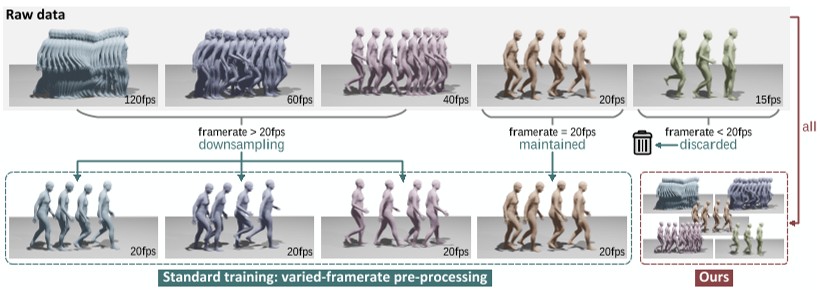 Raw data
120fps
60fps
40fps
20fps
15fps
framerate > 20fps
downsampling
framerate = 20fps
maintained
framerate < 20fps
discarded
all
20fps
20fps
20fps
20fps
Standard training: varied-framerate pre-processing
Ours